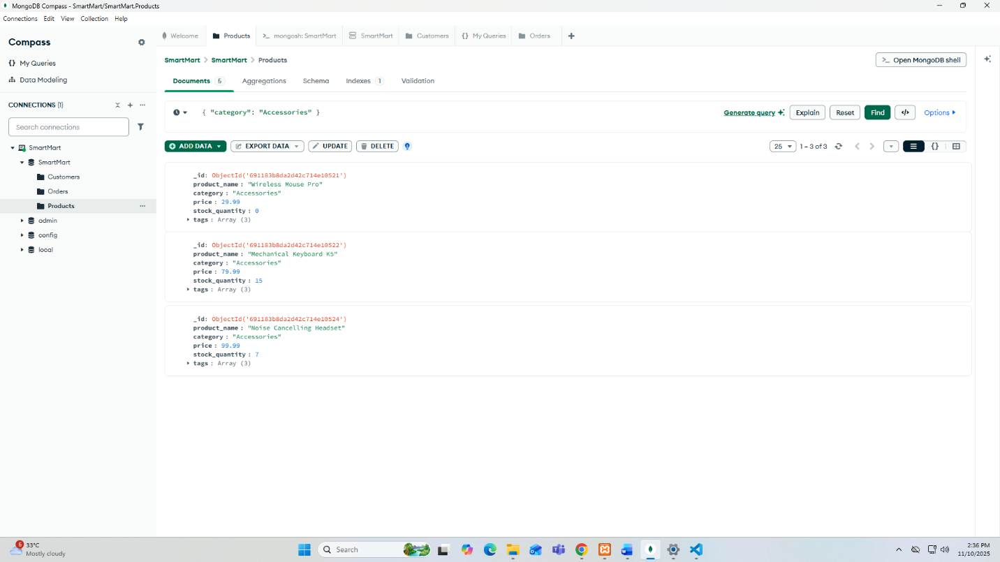 MongoDB Compass - SmartMart/SmartMart.Products
Connections Edit View Collection Help
Compass
My Queries
Data Modeling
CONNECTIONS (1)
Search connections
SmartMart
SmartMart
Customers
Orders
Products
admin
config
local
Welcome
Products
>_ mongosh: SmartMart
SmartMart
Customers
{} My Queries
Orders
SmartMart > SmartMart > Products
>_ Open MongoDB shell
Documents 5
Aggregations
Schema
Indexes 1
Validation
{ "category": "Accessories" }
Generate query
Explain
Reset
Find
</>
Options
ADD DATA
EXPORT DATA
UPDATE
DELETE
25
1 – 3 of 3
{}
_id: ObjectId('691183b8da2d42c714e10521')
product_name : "Wireless Mouse Pro"
category : "Accessories"
price : 29.99
stock_quantity : 0
tags : Array (3)
_id: ObjectId('691183b8da2d42c714e10522')
product_name : "Mechanical Keyboard K5"
category : "Accessories"
price : 79.99
stock_quantity : 15
tags : Array (3)
_id: ObjectId('691183b8da2d42c714e10524')
product_name : "Noise Cancelling Headset"
category : "Accessories"
price : 99.99
stock_quantity : 7
tags : Array (3)
6
33°C
Mostly cloudy
Search
2:36 PM
11/10/2025